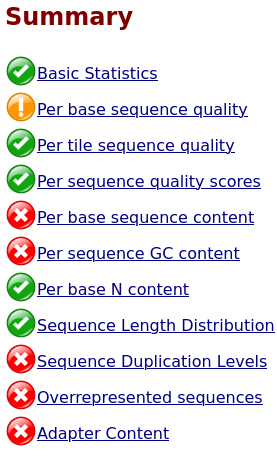 Summary
Basic Statistics
Per base sequence quality
Per tile sequence quality
Per sequence quality scores
Per base sequence content
Per sequence GC content
Per base N content
Sequence Length Distribution
Sequence Duplication Levels
Overrepresented sequences
Adapter Content